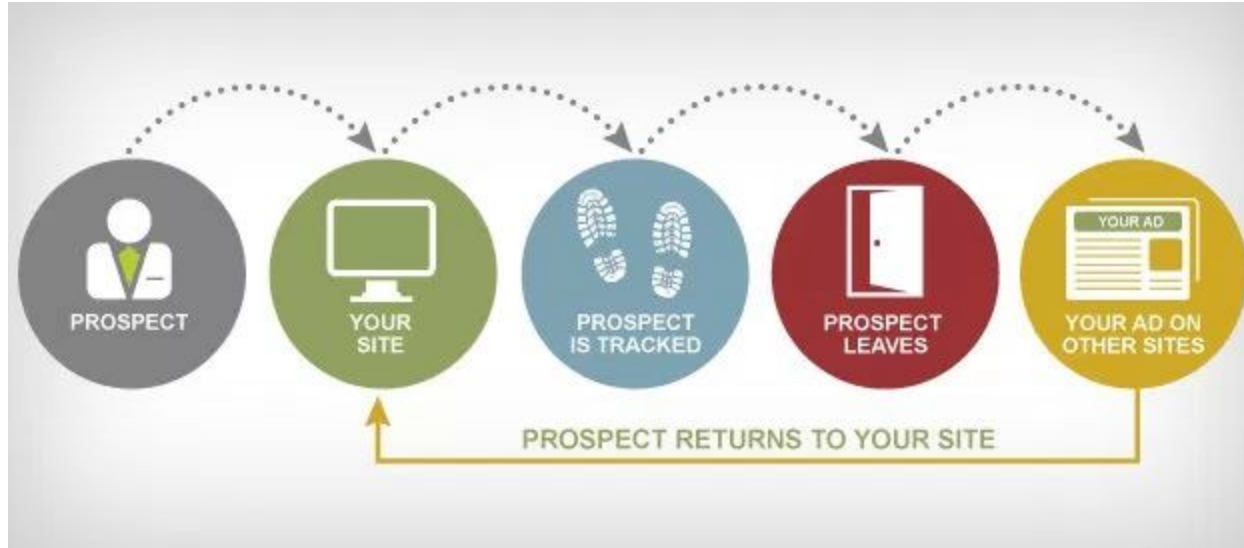 PROSPECT
YOUR
SITE
PROSPECT
IS TRACKED
PROSPECT
LEAVES
YOUR AD
YOUR AD ON
OTHER SITES
PROSPECT RETURNS TO YOUR SITE